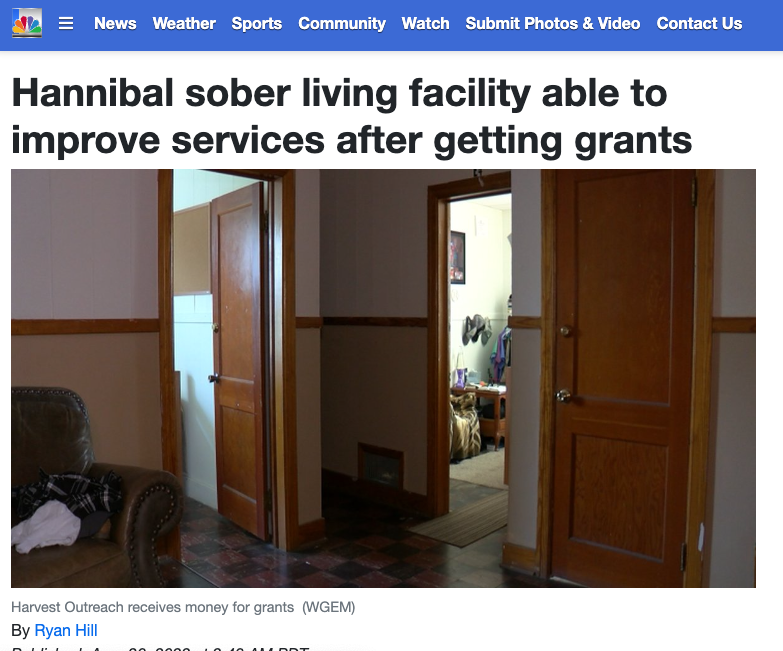 News Weather Sports Community Watch Submit Photos & Video Contact Us
Hannibal sober living facility able to
improve services after getting grants
Harvest Outreach receives money for grants (WGEM)
By Ryan Hill